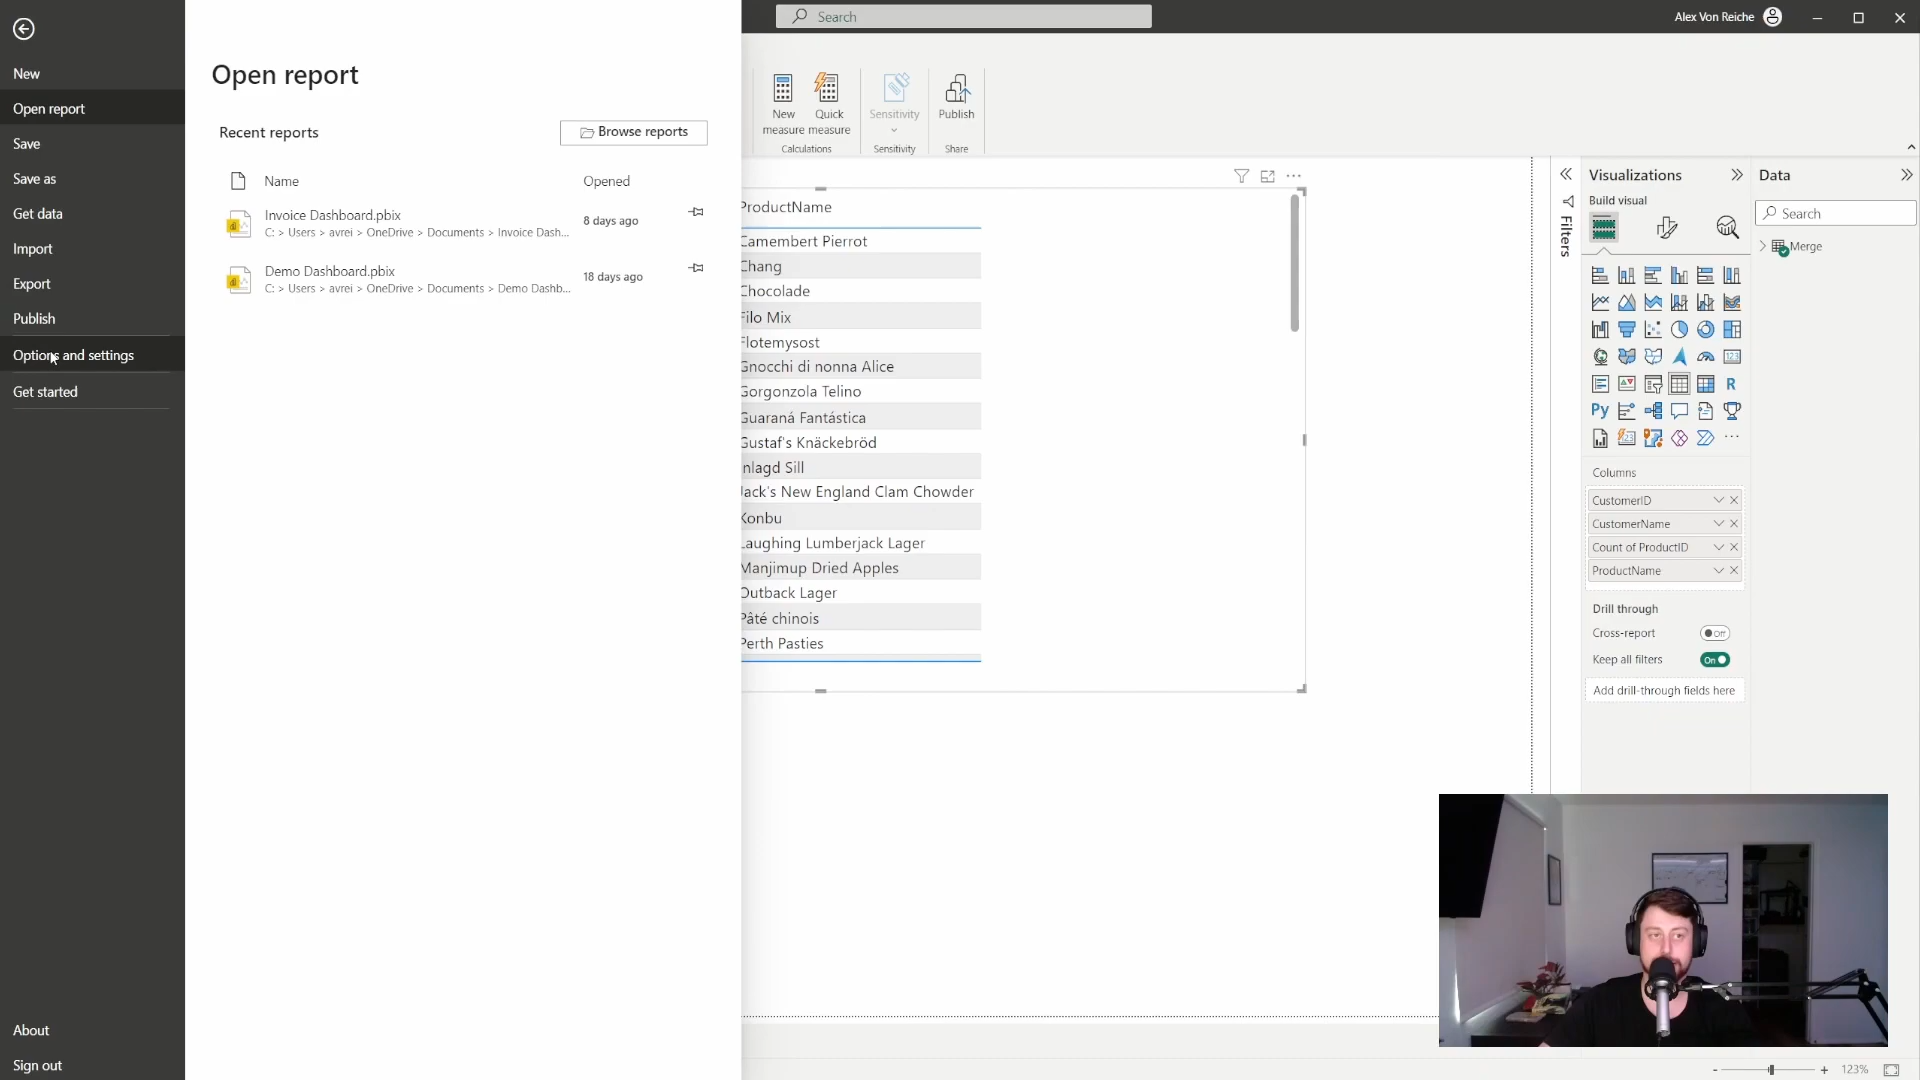 Search
Alex Von Reiche
New
Open report
Save
Save as
Get data
Import
Export
Publish
Options and settings
Get started
About
Sign out
Open report
Recent reports
Browse reports
Name
Opened
Invoice Dashboard.pbix
C: > Users > avrei > OneDrive > Documents > Invoice Dash...
8 days ago
Demo Dashboard.pbix
C: > Users > avrei > OneDrive > Documents > Demo Dashb...
18 days ago
New measure
Quick measure
Calculations
Sensitivity
Sensitivity
Publish
Share
ProductName
Camembert Pierrot
Chang
Chocolade
Filo Mix
Flotemysost
Gnocchi di nonna Alice
Gorgonzola Telino
Guaraná Fantástica
Gustaf's Knäckebröd
Inlagd Sill
Jack's New England Clam Chowder
Konbu
Laughing Lumberjack Lager
Manjimup Dried Apples
Outback Lager
Pâté chinois
Perth Pasties
Filters
Visualizations
Build visual
R
Py
123
Columns
CustomerID
CustomerName
Count of ProductID
ProductName
Drill through
Cross-report
Off
Keep all filters
On
Add drill-through fields here
Data
Search
Merge
- + 123%